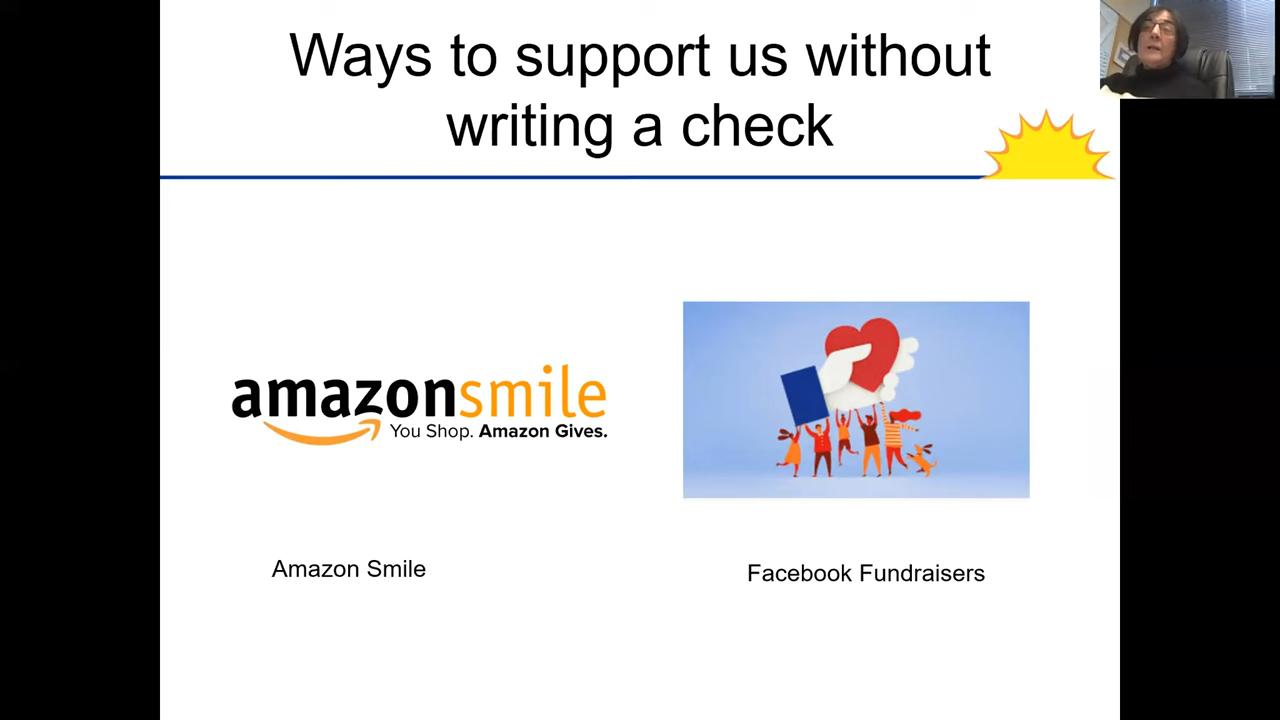 Ways to support us without
writing a check
amazonsmile
You Shop. Amazon Gives.
Amazon Smile
Facebook Fundraisers